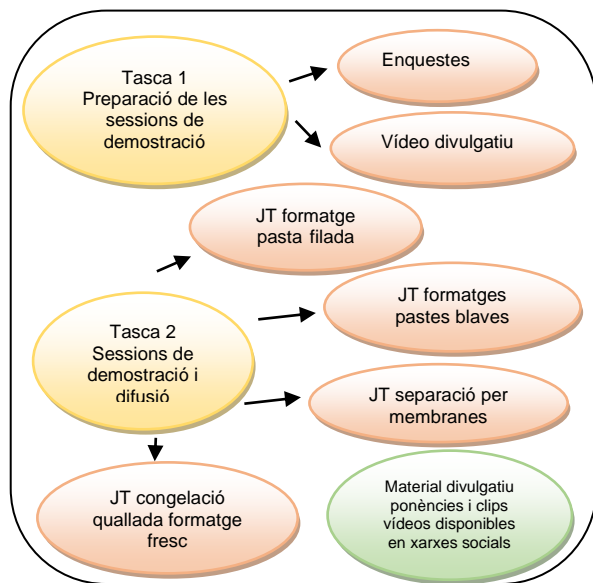 Tasca 1
Preparació de les
sessions de
demostració
Enquestes
Vídeo divulgatiu
JT formatge
pasta filada
JT formatges
pastes blaves
Tasca 2
Sessions de
demostració i
difusió
JT separació per
membranes
JT congelació
quallada formatge
fresc
Material divulgatiu
ponències i clips
vídeos disponibles
en xarxes socials